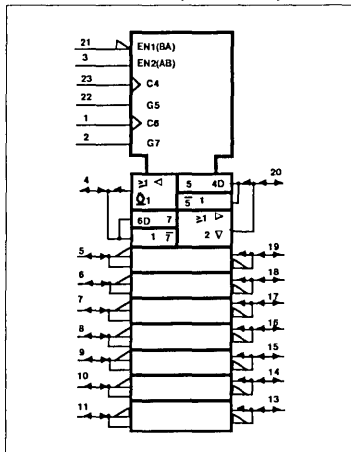 21 EN1(BA)
3 EN2(AB)
23 C4
22 G5
1 C6
2 G7
4 ≥1 ◁ 5 4D 20
1 5̅ 1
6D 7 ≥1 ▷
1 7̅ 2 ▽
5 19
6 18
7 17
8 16
9 15
10 14
11 13